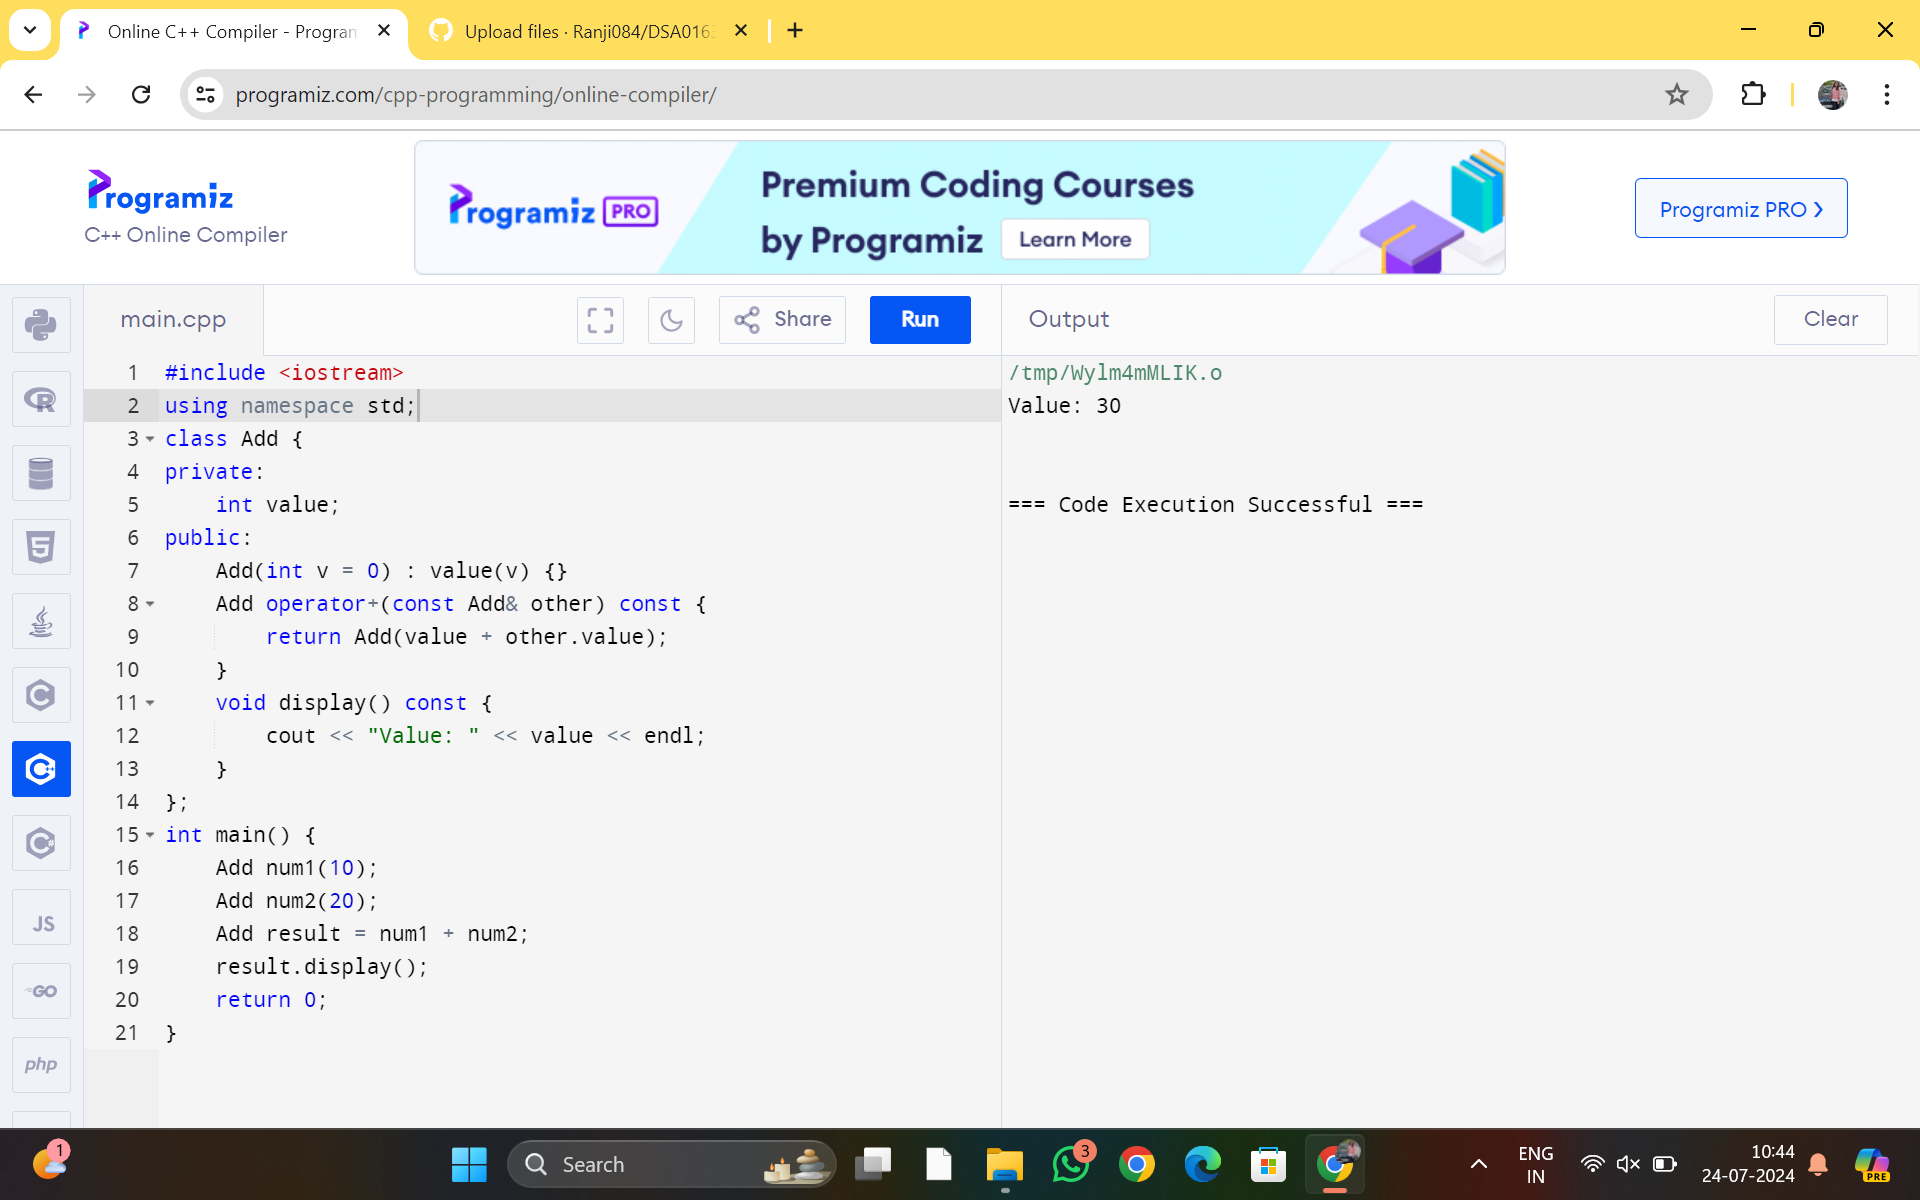 Online C++ Compiler - Program
Upload files · Ranji084/DSA016
programiz.com/cpp-programming/online-compiler/
Programiz
C++ Online Compiler
Programiz PRO
Premium Coding Courses
by Programiz
Learn More
Programiz PRO ❯
main.cpp
Share
Run
Output
Clear
1 #include <iostream>
2 using namespace std;
3 class Add {
4 private:
5     int value;
6 public:
7     Add(int v = 0) : value(v) {}
8     Add operator+(const Add& other) const {
9         return Add(value + other.value);
10     }
11     void display() const {
12         cout << "Value: " << value << endl;
13     }
14 };
15 int main() {
16     Add num1(10);
17     Add num2(20);
18     Add result = num1 + num2;
19     result.display();
20     return 0;
21 }
/tmp/Wylm4mMLIK.o
Value: 30
=== Code Execution Successful ===
R
5
C
C++
C#
JS
GO
php
1
Search
3
ENG
IN
10:44
24-07-2024
PRE